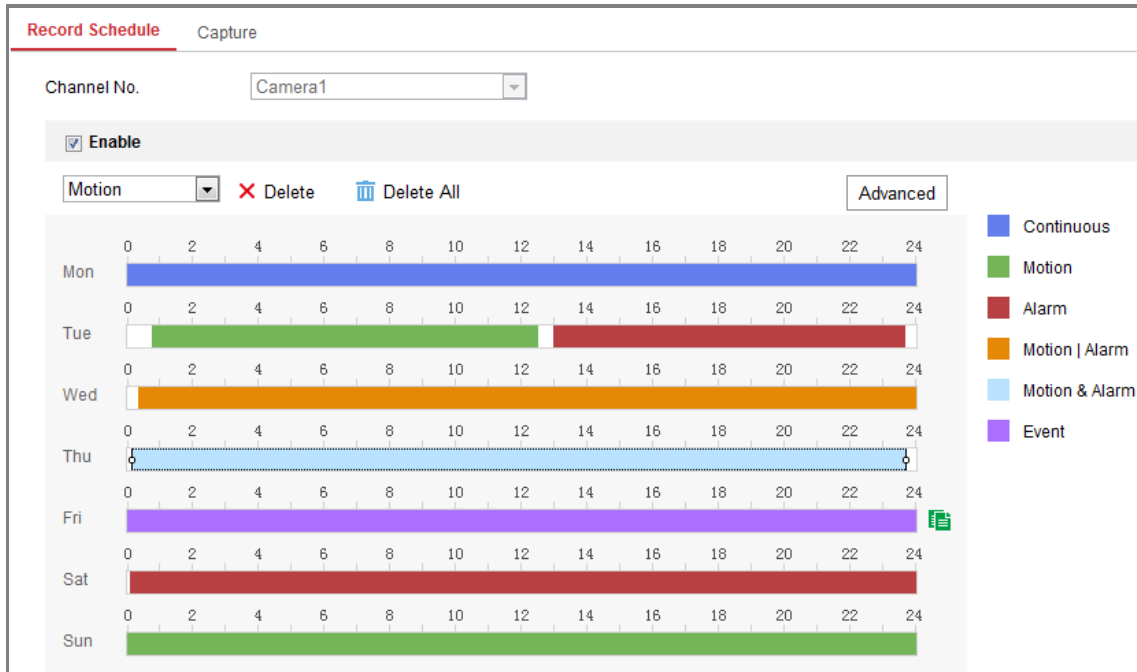 Record Schedule Capture
Channel No. Camera1
Enable
Motion Delete Delete All Advanced
0 2 4 6 8 10 12 14 16 18 20 22 24
Mon
0 2 4 6 8 10 12 14 16 18 20 22 24
Tue
0 2 4 6 8 10 12 14 16 18 20 22 24
Wed
0 2 4 6 8 10 12 14 16 18 20 22 24
Thu
0 2 4 6 8 10 12 14 16 18 20 22 24
Fri
0 2 4 6 8 10 12 14 16 18 20 22 24
Sat
0 2 4 6 8 10 12 14 16 18 20 22 24
Sun
Continuous
Motion
Alarm
Motion | Alarm
Motion & Alarm
Event